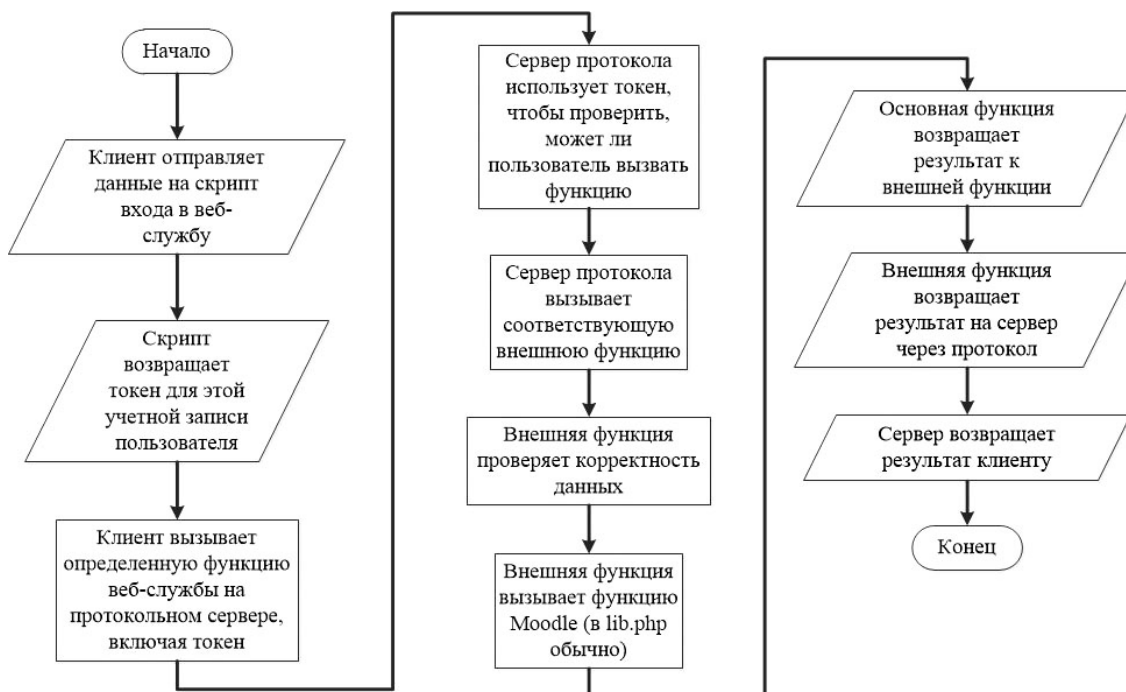 Начало
Клиент отправляет
данные на скрипт
входа в веб-
службу
Скрипт
возвращает
токен для этой
учетной записи
пользователя
Клиент вызывает
определенную функцию
веб-службы на
протокольном сервере,
включая токен
Сервер протокола
использует токен,
чтобы проверить,
может ли
пользователь вызвать
функцию
Сервер протокола
вызывает
соответствующую
внешнюю функцию
Внешняя функция
проверяет корректность
данных
Внешняя функция
вызывает функцию
Moodle (в lib.php
обычно)
Основная функция
возвращает
результат к
внешней функции
Внешняя функция
возвращает
результат на сервер
через протокол
Сервер возвращает
результат клиенту
Конец